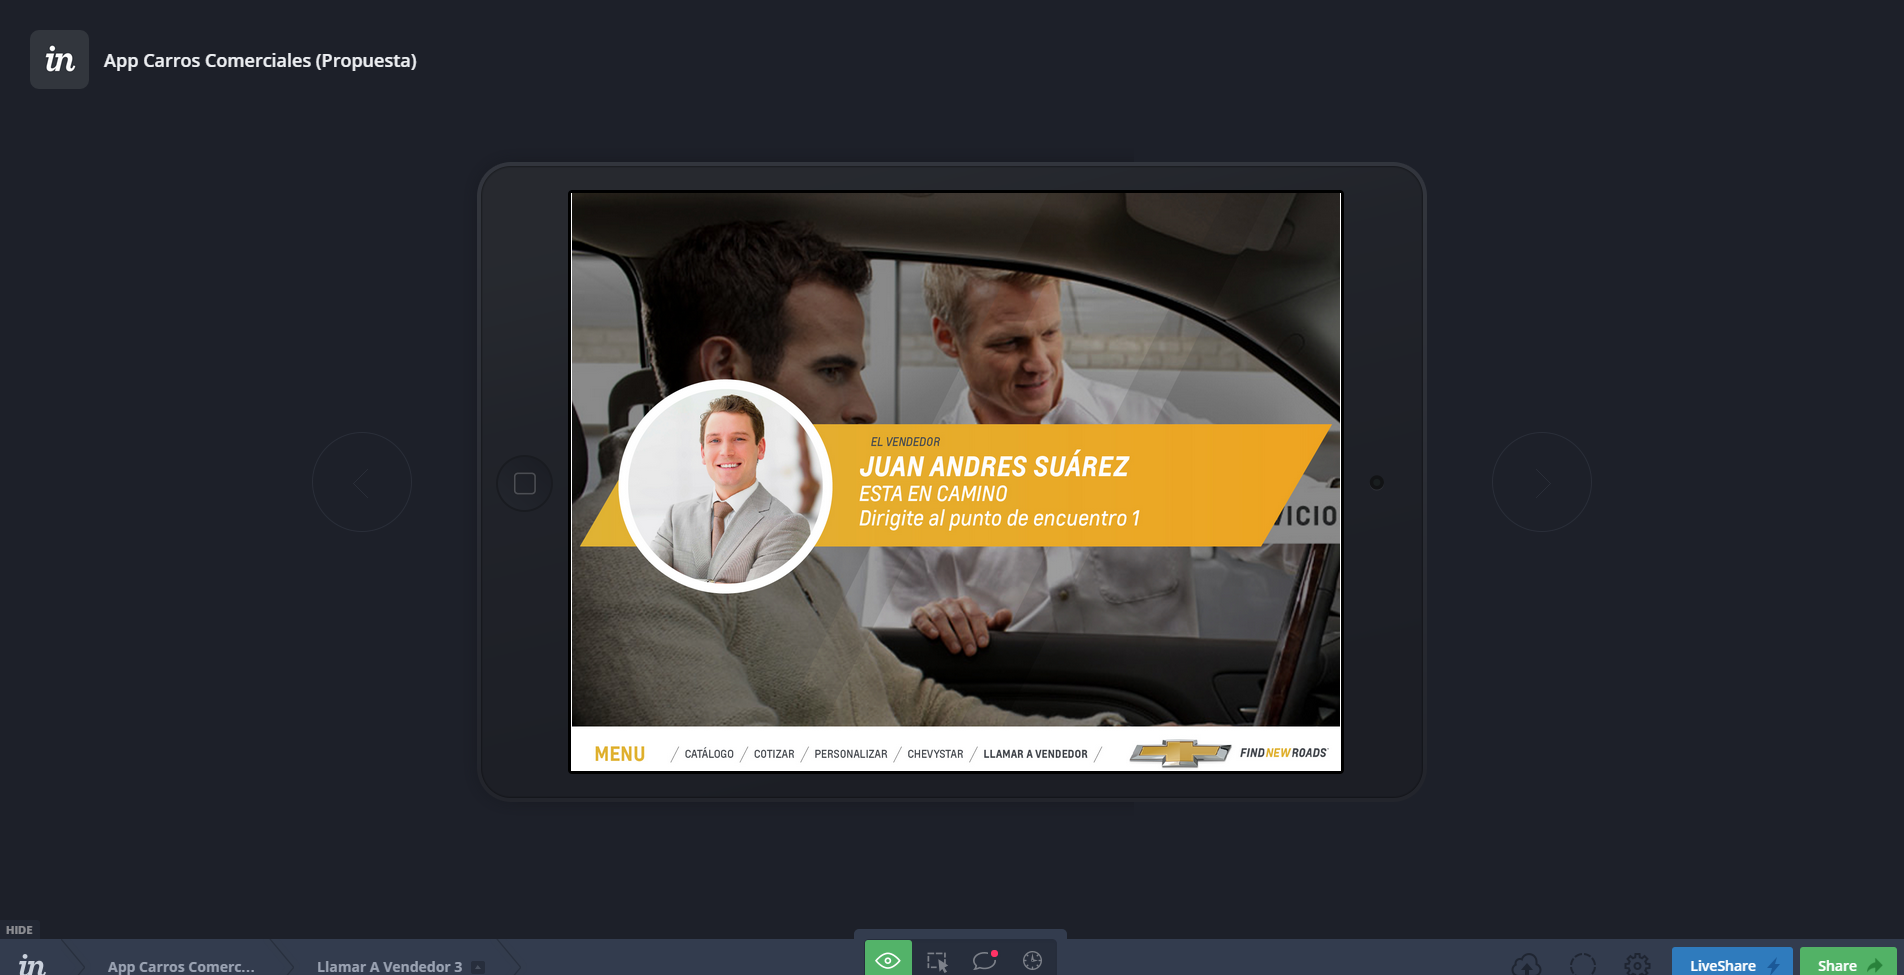 in
App Carros Comerciales (Propuesta)
EL VENDEDOR
JUAN ANDRES SUÁREZ
ESTA EN CAMINO
Dirigite al punto de encuentro 1
VICIO
MENU / CATÁLOGO / COTIZAR / PERSONALIZAR / CHEVYSTAR / LLAMAR A VENDEDOR /
FIND NEW ROADS
HIDE
in
App Carros Comerc...
Llamar A Vendedor 3
LiveShare
Share